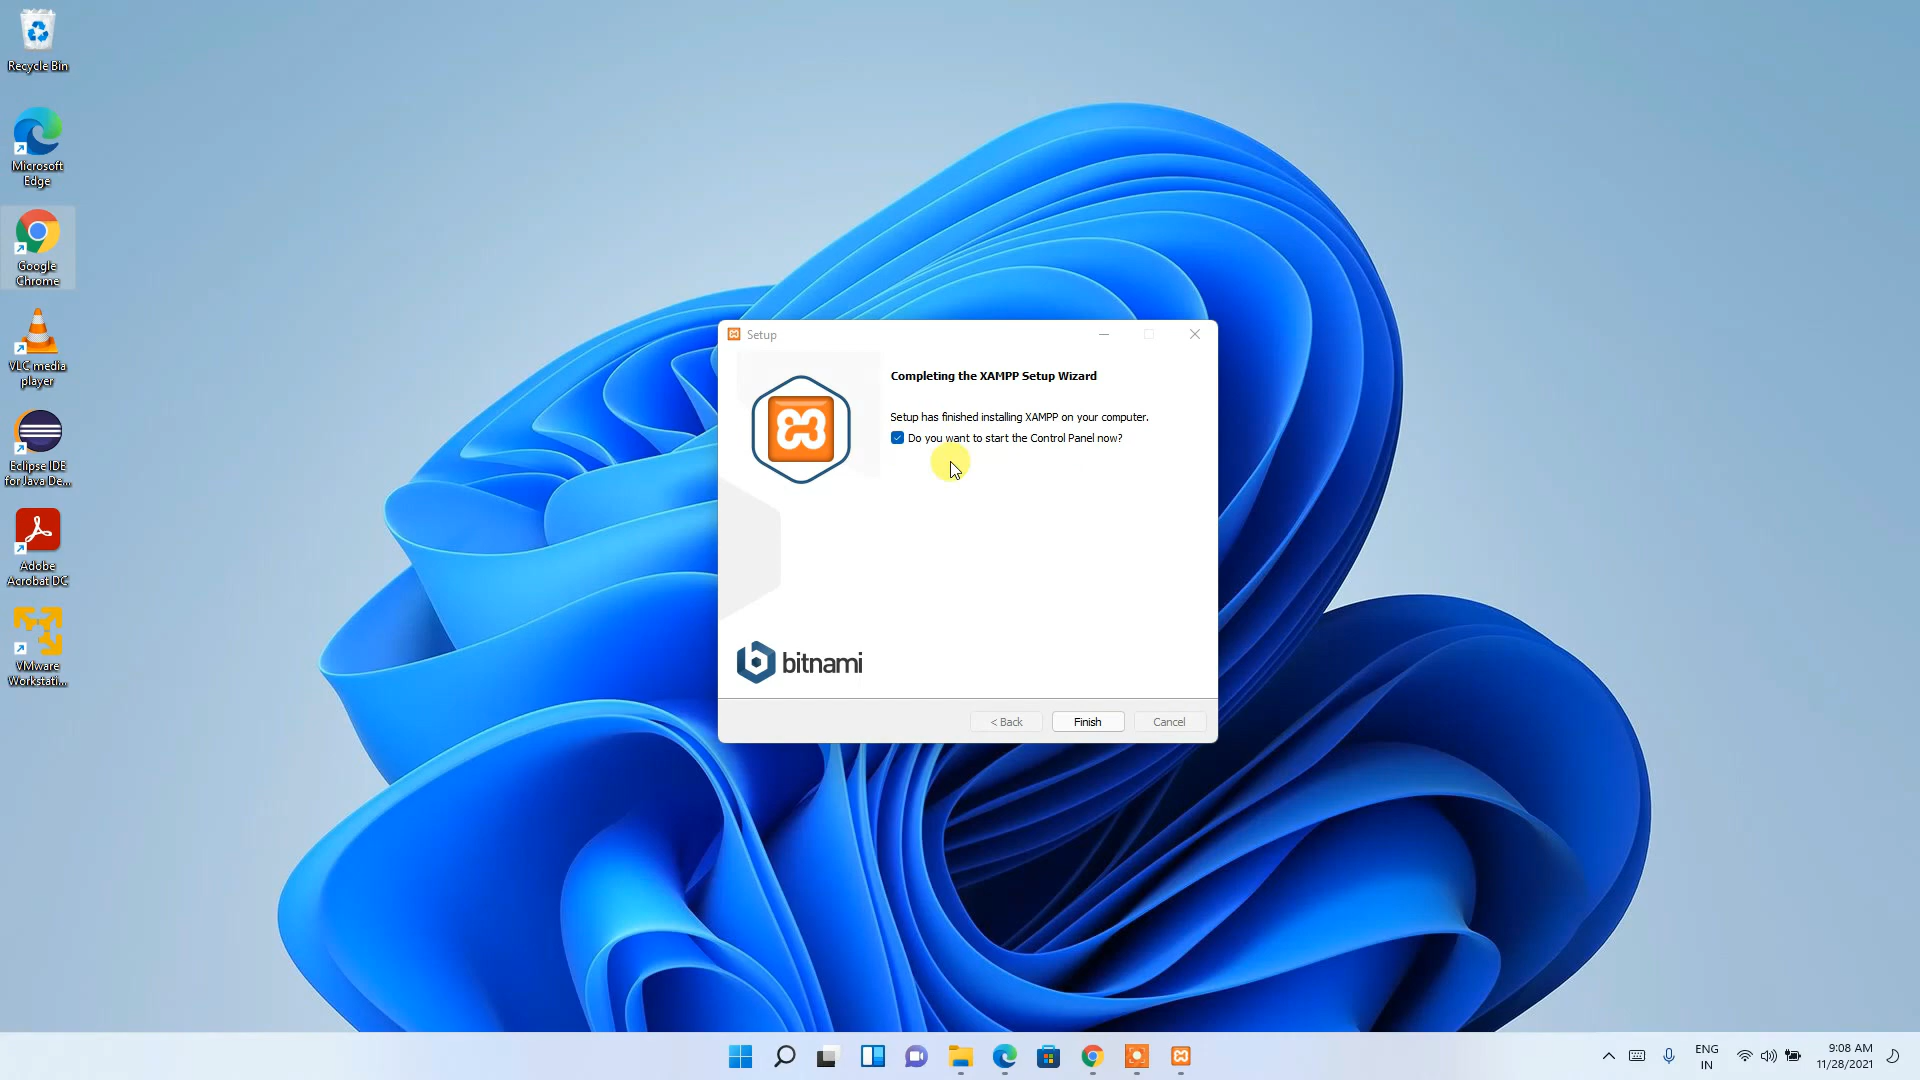 Recycle Bin
Microsoft
Edge
Google
Chrome
VLC media
player
Eclipse IDE
for Java De...
Adobe
Acrobat DC
VMware
Workstati...
Setup
Completing the XAMPP Setup Wizard
Setup has finished installing XAMPP on your computer.
Do you want to start the Control Panel now?
bitnami
< Back
Finish
Cancel
ENG
IN
9:08 AM
11/28/2021